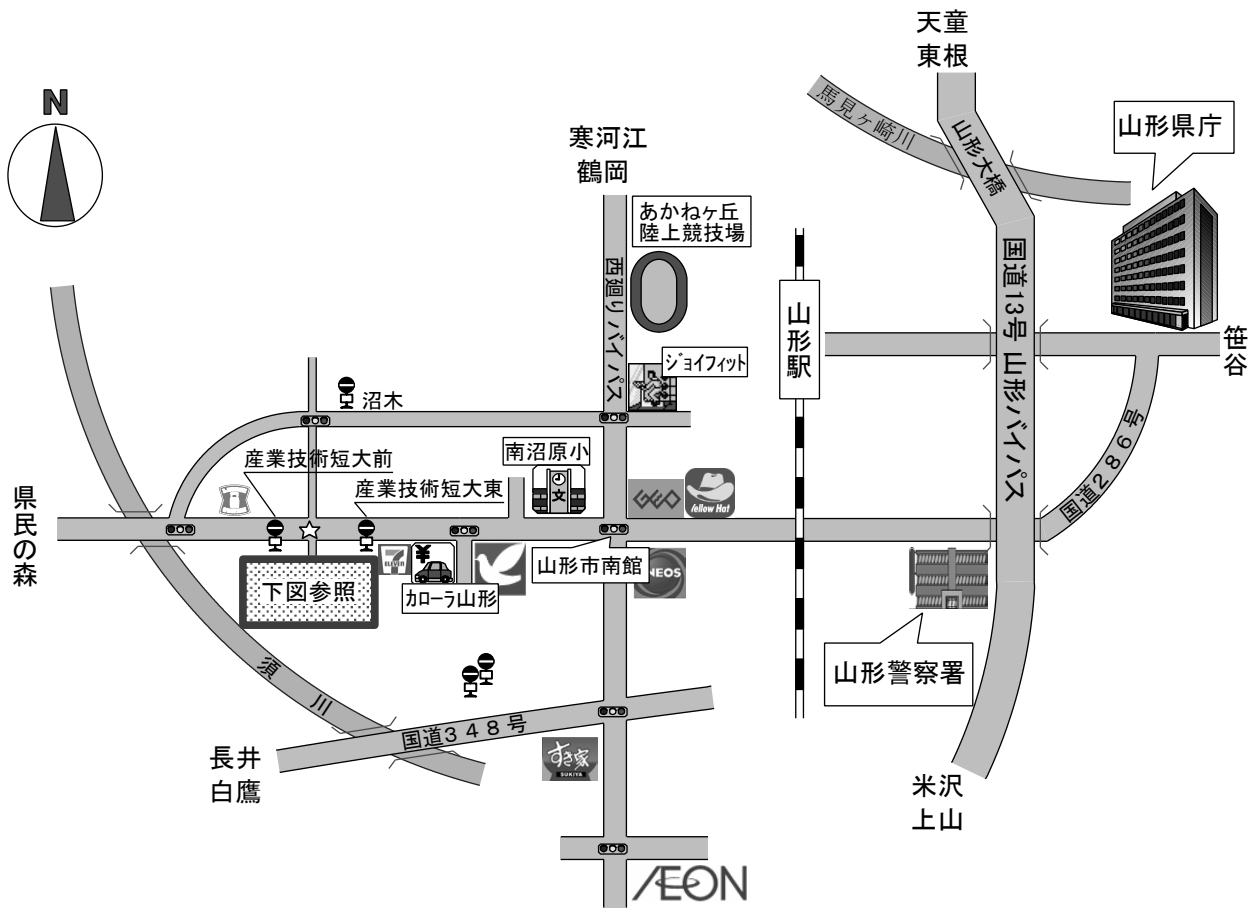 天童
東根
N
馬見ヶ崎川
山形県庁
山形大橋
寒河江
鶴岡
あかねヶ丘
陸上競技場
西廻りバイパス
国道13号 山形バイパス
山形駅
笹谷
ｼﾞｮｲﾌｨｯﾄ
沼木
国道286号
南沼原小
文
産業技術短大前
産業技術短大東
県民の森
GEO
Yellow Hat
7
ELEVEN
¥
山形市南館
ENEOS
下図参照
ｶﾛｰﾗ山形
山形警察署
須川
国道348号
長井
白鷹
すき家
SUKIYA
米沢
上山
ÆON